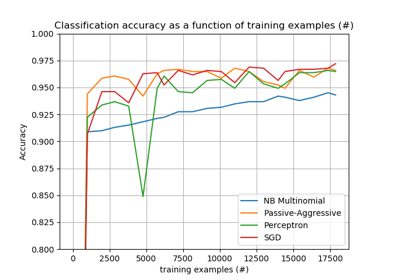 Classification accuracy as a function of training examples (#)
1.000
0.975
0.950
0.925
0.900
0.875
0.850
0.825
0.800
Accuracy
NB Multinomial
Passive-Aggressive
Perceptron
SGD
0 2500 5000 7500 10000 12500 15000 17500
training examples (#)